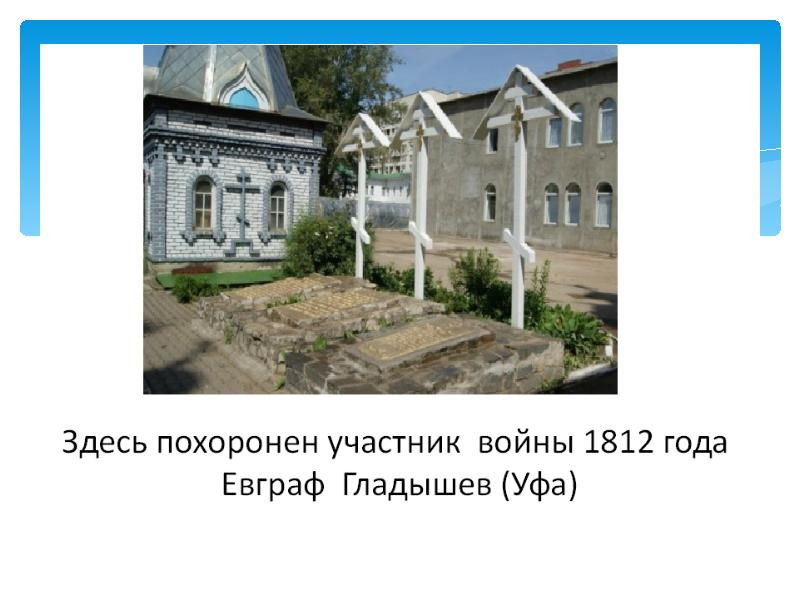 Здесь похоронен участник  войны 1812 года
Евграф  Гладышев (Уфа)